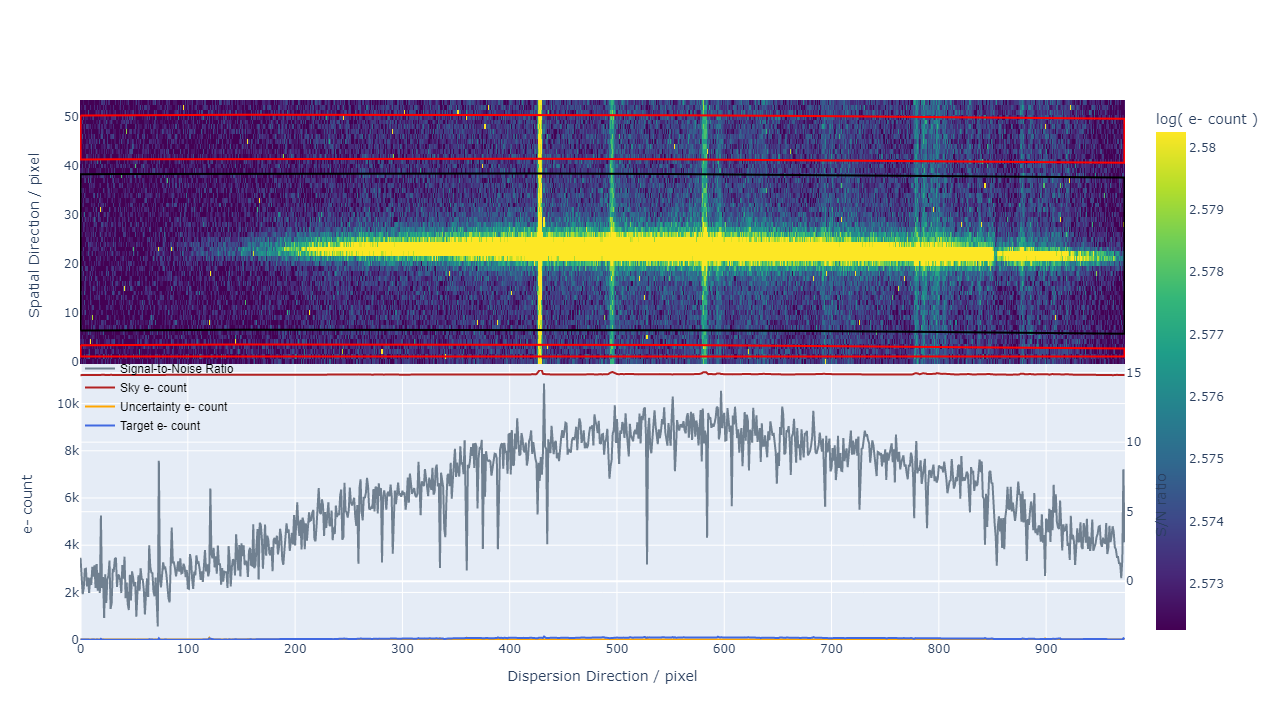 log( e- count )
50
40
30
20
10
0
Spatial Direction / pixel
2.58
2.579
2.578
2.577
2.576
2.575
2.574
2.573
Signal-to-Noise Ratio
Sky e- count
Uncertainty e- count
Target e- count
10k
8k
6k
4k
2k
0
e- count
15
10
5
0
S/N ratio
0
100
200
300
400
500
600
700
800
900
Dispersion Direction / pixel